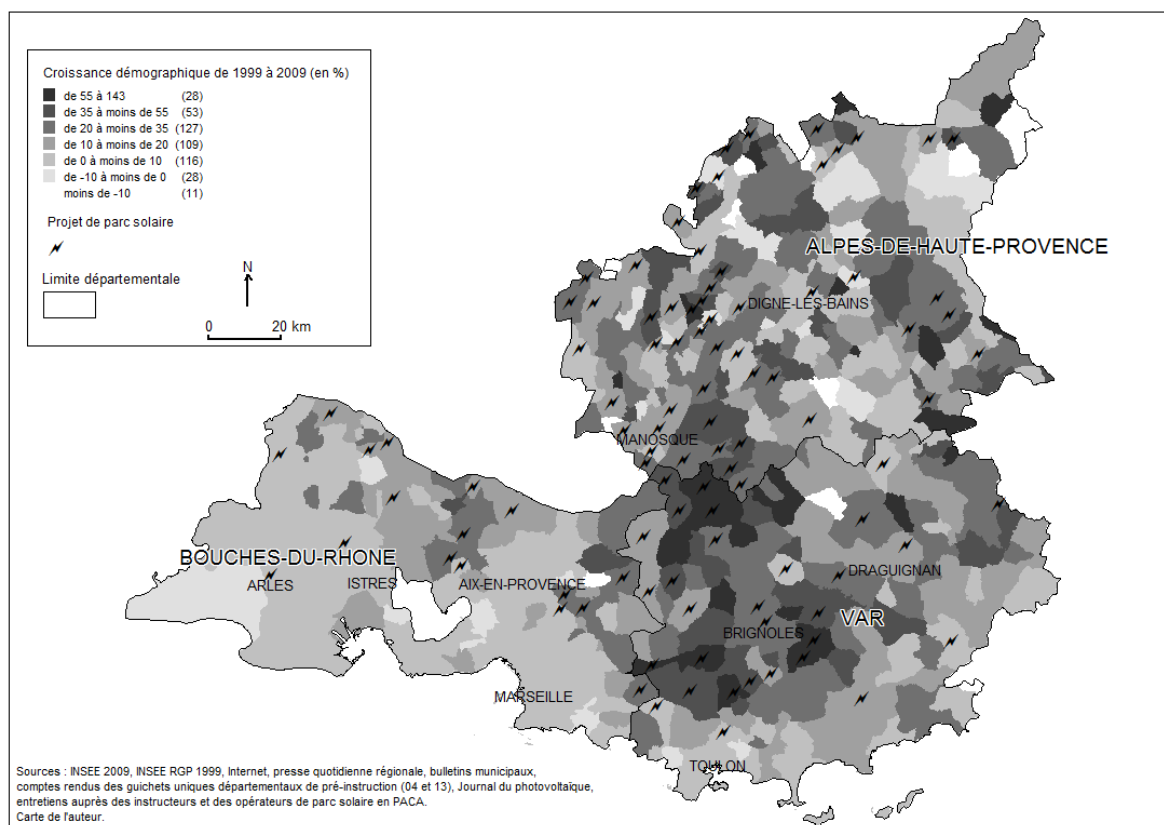 Croissance démographique de 1999 à 2009 (en %)
de 55 à 143 (28)
de 35 à moins de 55 (53)
de 20 à moins de 35 (127)
de 10 à moins de 20 (109)
de 0 à moins de 10 (116)
de -10 à moins de 0 (28)
moins de -10 (11)
Projet de parc solaire
Limite départementale
N
0 20 km
ALPES-DE-HAUTE-PROVENCE
DIGNE-LES-BAINS
MANOSQUE
BOUCHES-DU-RHONE
ARLES
ISTRES
AIX-EN-PROVENCE
DRAGUIGNAN
VAR
BRIGNOLES
MARSEILLE
TOULON
Sources : INSEE 2009, INSEE RGP 1999, Internet, presse quotidienne régionale, bulletins municipaux,
comptes rendus des guichets uniques départementaux de pré-instruction (04 et 13), Journal du photovoltaïque,
entretiens auprès des instructeurs et des opérateurs de parc solaire en PACA.
Carte de l'auteur.